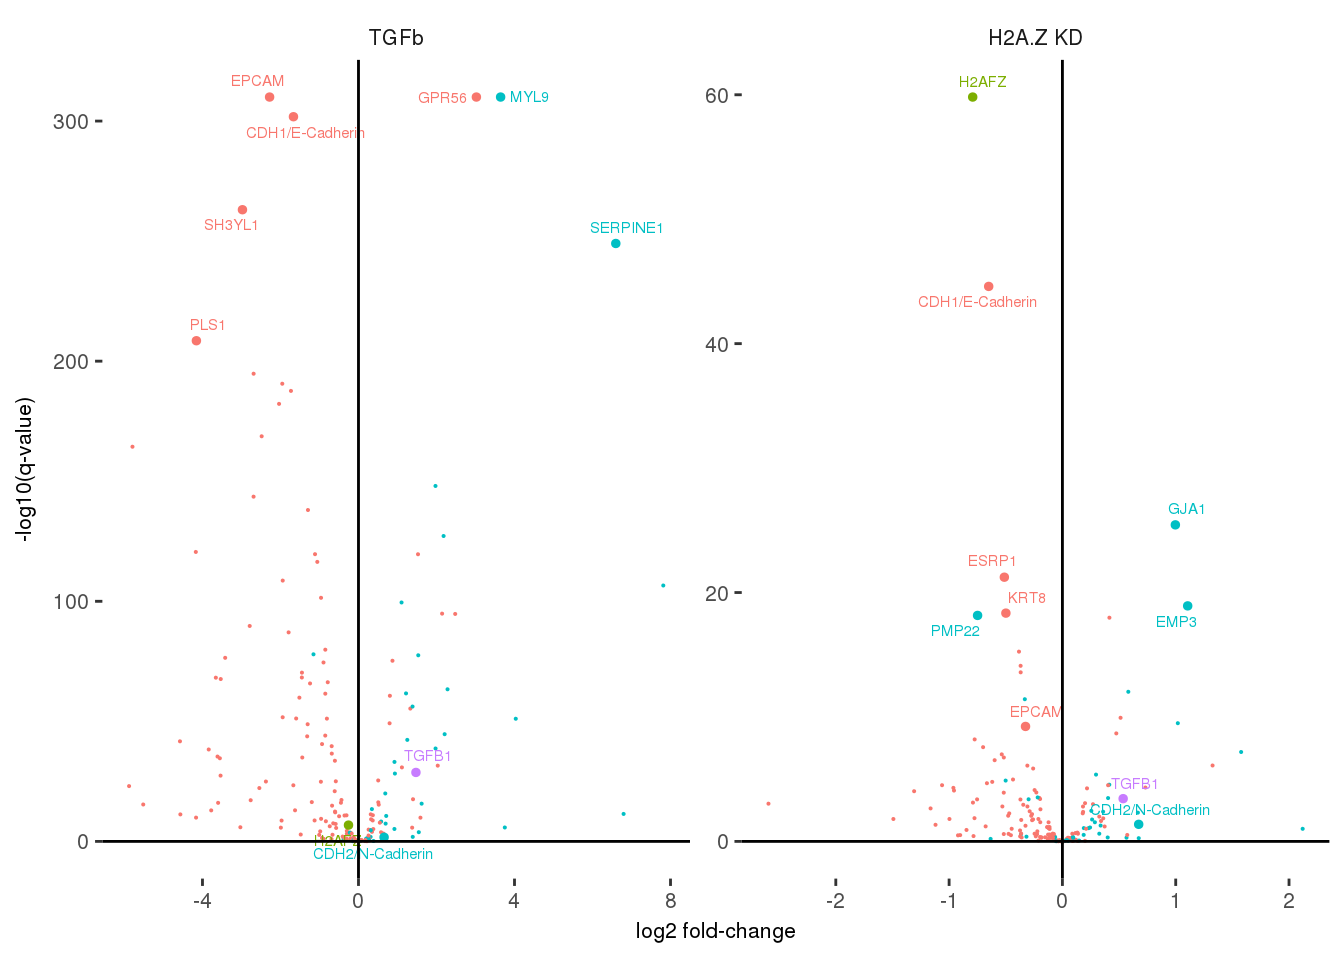 TGFb
H2A.Z KD
EPCAM
GPR56
MYL9
CDH1/E-Cadherin
SH3YL1
SERPINE1
PLS1
TGFB1
H2AFZ
CDH2/N-Cadherin
300
200
100
0
-4
0
4
8
H2AFZ
CDH1/E-Cadherin
GJA1
ESRP1
KRT8
PMP22
EMP3
EPCAM
TGFB1
CDH2/N-Cadherin
60
40
20
0
-2
-1
0
1
2
log2 fold-change
-log10(q-value)